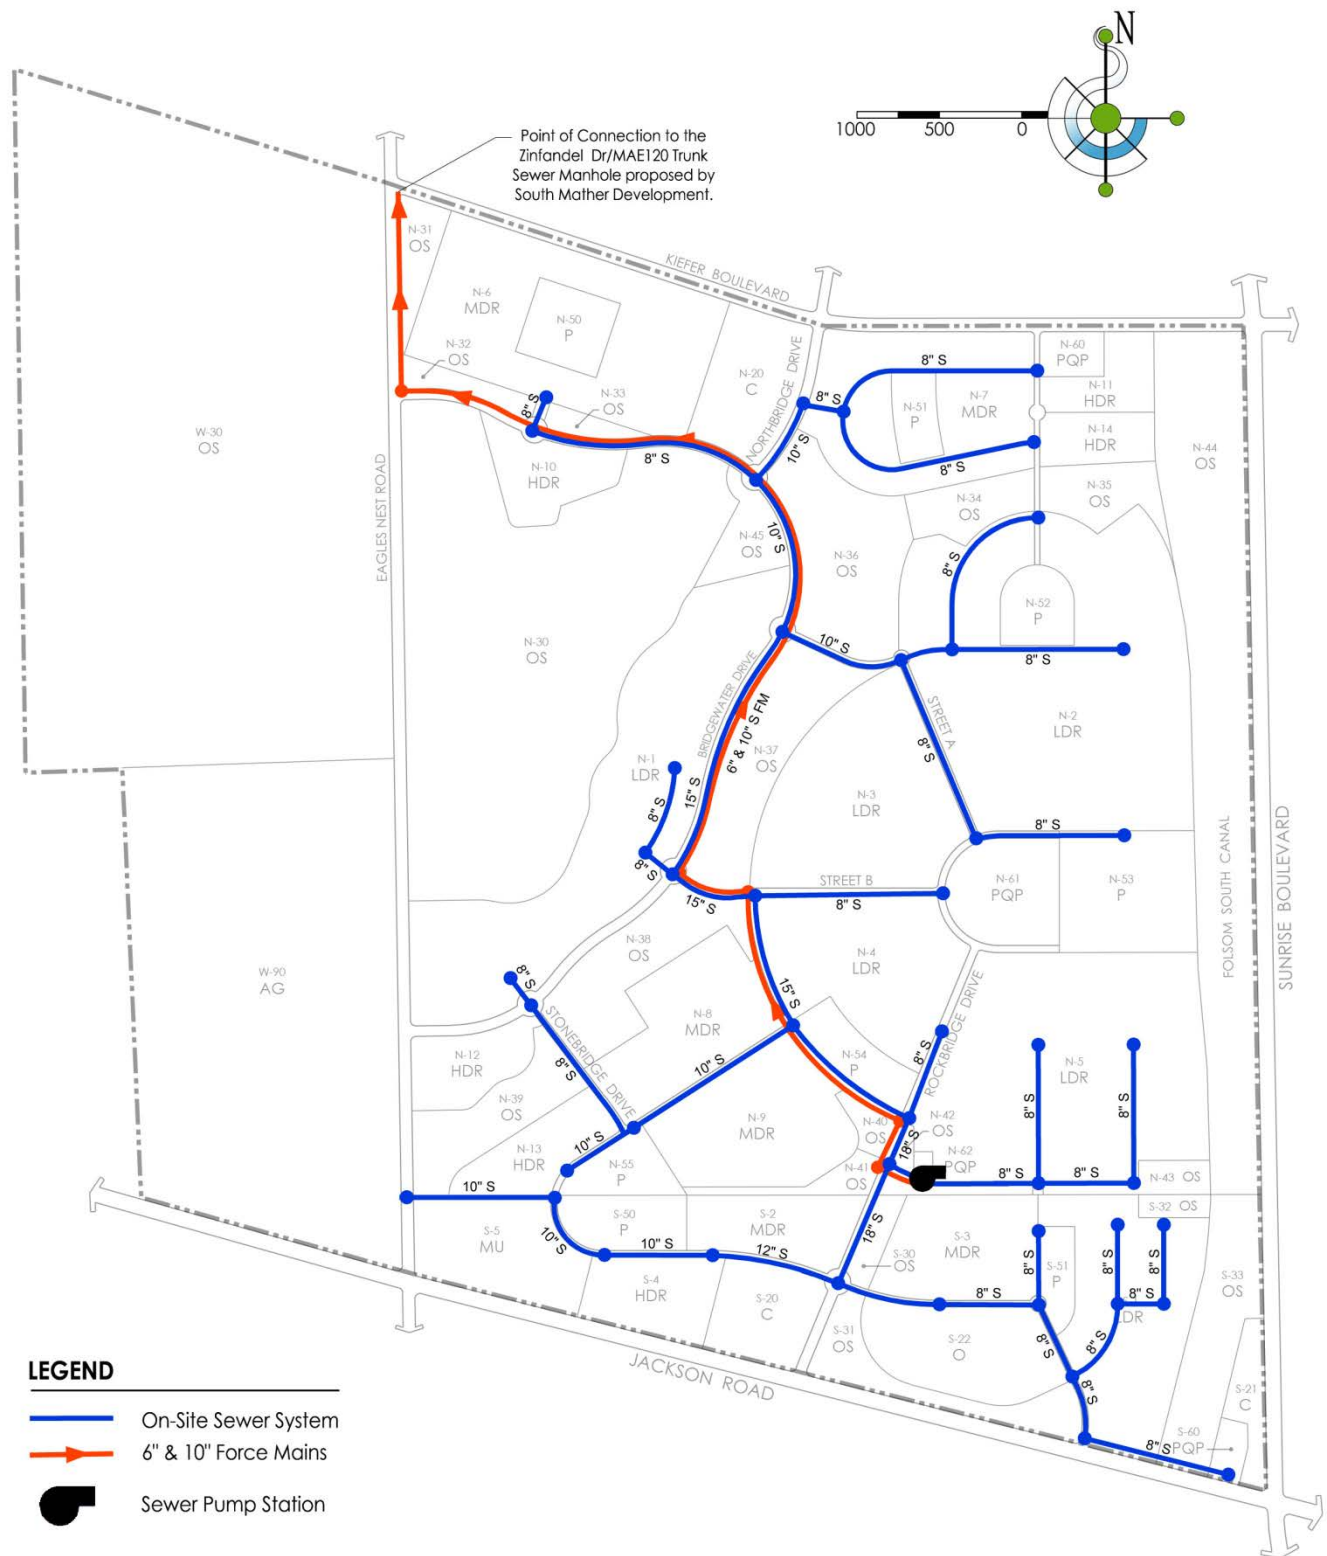 N
1000 500 0
Point of Connection to the
Zinfandel Dr/MAE120 Trunk
Sewer Manhole proposed by
South Mather Development.
KIEFER BOULEVARD
N-31
OS
N-6
MDR
N-50
P
N-32
OS
N-33
OS
N-20
C
NORTHBRIDGE DRIVE
8" S
8" S
N-60
PQP
N-51
P
N-7
MDR
N-11
HDR
N-14
HDR
N-44
OS
8" S
10" S
8" S
8" S
W-30
OS
EAGLES NEST ROAD
N-10
HDR
N-45
OS
10" S
N-36
OS
N-34
OS
N-35
OS
8" S
N-52
P
N-30
OS
10" S
8" S
BRIDGEWATER DRIVE
6" & 10" S FM
STREET A
8" S
N-2
LDR
N-1
LDR
N-37
OS
15" S
8" S
N-3
LDR
8" S
FOLSOM SOUTH CANAL
SUNRISE BOULEVARD
8" S
15" S
STREET B
8" S
N-61
PQP
N-53
P
N-38
OS
N-4
LDR
W-90
AG
8" S
STONEBRIDGE DRIVE
N-8
MDR
15" S
ROCKBRIDGE DRIVE
N-12
HDR
8" S
10" S
N-54
P
8" S
N-5
LDR
8" S
8" S
N-39
OS
N-9
MDR
N-40
OS
N-42
OS
18" S
N-62
PQP
N-13
HDR
10" S
N-55
P
N-41
OS
8" S
8" S
N-43 OS
10" S
S-32 OS
S-5
MU
S-50
P
S-2
MDR
18" S
S-3
MDR
10" S
10" S
12" S
S-30
OS
8" S
S-51
P
8" S
8" S
S-4
HDR
S-20
C
8" S
8" S
LDR
S-33
OS
S-31
OS
S-22
O
8" S
8" S
JACKSON ROAD
8" S
S-21
C
8" S
S-60
PQP
LEGEND
On-Site Sewer System
6" & 10" Force Mains
Sewer Pump Station